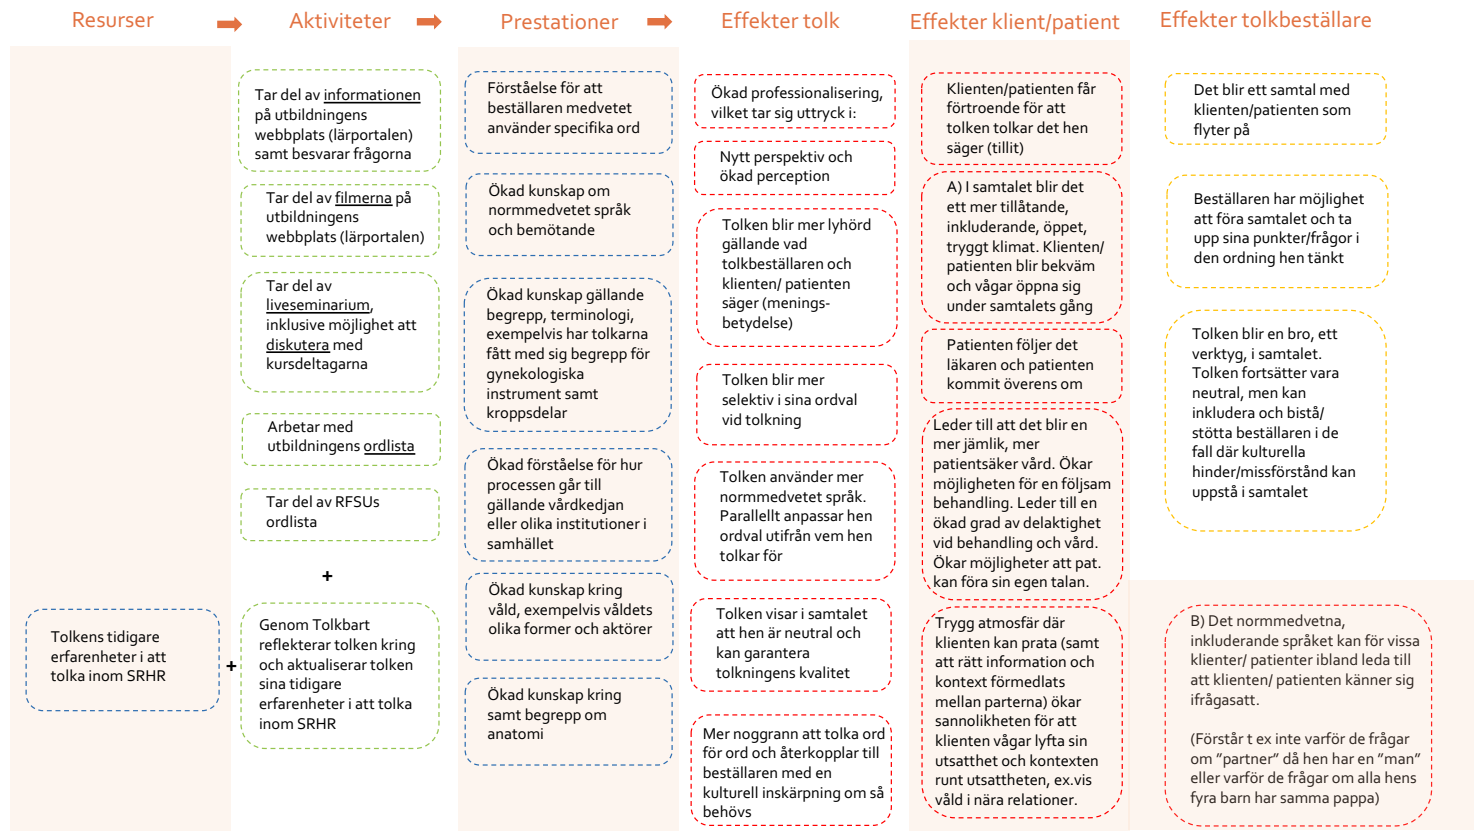 Resurser
Aktiviteter
Prestationer
Effekter tolk
Effekter klient/patient
Effekter tolkbeställare
Tolkens tidigare
erfarenheter i att
tolka inom SRHR
+
Tar del av informationen
på utbildningens
webbplats (lärportalen)
samt besvarar frågorna
Tar del av filmerna på
utbildningens
webbplats (lärportalen)
Tar del av
liveseminarium,
inklusive möjlighet att
diskutera med
kursdeltagarna
Arbetar med
utbildningens ordlista
Tar del av RFSUs
ordlista
+
Genom Tolkbart
reflekterar tolken kring
och aktualiserar tolken
sina tidigare
erfarenheter i att tolka
inom SRHR
Förståelse för att
beställaren medvetet
använder specifika ord
Ökad kunskap om
normmedvetet språk
och bemötande
Ökad kunskap gällande
begrepp, terminologi,
exempelvis har tolkarna
fått med sig begrepp för
gynekologiska
instrument samt
kroppsdelar
Ökad förståelse för hur
processen går till
gällande vårdkedjan
eller olika institutioner i
samhället
Ökad kunskap kring
våld, exempelvis våldets
olika former och aktörer
Ökad kunskap kring
samt begrepp om
anatomi
Ökad professionalisering,
vilket tar sig uttryck i:
Nytt perspektiv och
ökad perception
Tolken blir mer lyhörd
gällande vad
tolkbeställaren och
klienten/ patienten
säger (menings-
betydelse)
Tolken blir mer
selektiv i sina ordval
vid tolkning
Tolken använder mer
normmedvetet språk.
Parallellt anpassar hen
ordval utifrån vem hen
tolkar för
Tolken visar i samtalet
att hen är neutral och
kan garantera
tolkningens kvalitet
Mer noggrann att tolka ord
för ord och återkopplar till
beställaren med en
kulturell inskärpning om så
behövs
Klienten/patienten får
förtroende för att
tolken tolkar det hen
säger (tillit)
A) I samtalet blir det
ett mer tillåtande,
inkluderande, öppet,
tryggt klimat. Klienten/
patienten blir bekväm
och vågar öppna sig
under samtalets gång
Patienten följer det
läkaren och patienten
kommit överens om
Leder till att det blir en
mer jämlik, mer
patientsäker vård. Ökar
möjligheten för en följsam
behandling. Leder till en
ökad grad av delaktighet
vid behandling och vård.
Ökar möjligheter att pat.
kan föra sin egen talan.
Trygg atmosfär där
klienten kan prata (samt
att rätt information och
kontext förmedlats
mellan parterna) ökar
sannolikheten för att
klienten vågar lyfta sin
utsatthet och kontexten
runt utsattheten, ex.vis
våld i nära relationer.
Det blir ett samtal med
klienten/patienten som
flyter på
Beställaren har möjlighet
att föra samtalet och ta
upp sina punkter/frågor i
den ordning hen tänkt
Tolken blir en bro, ett
verktyg, i samtalet.
Tolken fortsätter vara
neutral, men kan
inkludera och bistå/
stötta beställaren i de
fall där kulturella
hinder/missförstånd kan
uppstå i samtalet
B) Det normmedvetna,
inkluderande språket kan för vissa
klienter/ patienter ibland leda till
att klienten/ patienten känner sig
ifrågasatt.
(Förstår t ex inte varför de frågar
om ”partner” då hen har en ”man”
eller varför de frågar om alla hens
fyra barn har samma pappa)